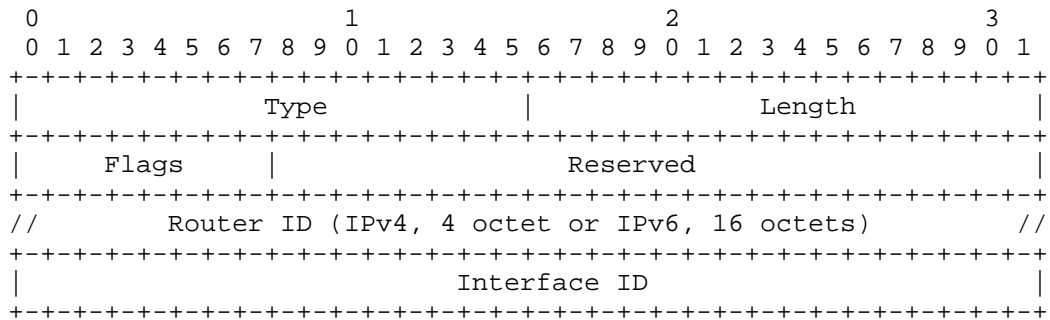 0                   1                   2                   3
 0 1 2 3 4 5 6 7 8 9 0 1 2 3 4 5 6 7 8 9 0 1 2 3 4 5 6 7 8 9 0 1
+-+-+-+-+-+-+-+-+-+-+-+-+-+-+-+-+-+-+-+-+-+-+-+-+-+-+-+-+-+-+-+-+
|               Type            |              Length           |
+-+-+-+-+-+-+-+-+-+-+-+-+-+-+-+-+-+-+-+-+-+-+-+-+-+-+-+-+-+-+-+-+
|     Flags     |                  Reserved                     |
+-+-+-+-+-+-+-+-+-+-+-+-+-+-+-+-+-+-+-+-+-+-+-+-+-+-+-+-+-+-+-+-+
//        Router ID (IPv4, 4 octet or IPv6, 16 octets)         //
+-+-+-+-+-+-+-+-+-+-+-+-+-+-+-+-+-+-+-+-+-+-+-+-+-+-+-+-+-+-+-+-+
|                           Interface ID                        |
+-+-+-+-+-+-+-+-+-+-+-+-+-+-+-+-+-+-+-+-+-+-+-+-+-+-+-+-+-+-+-+-+